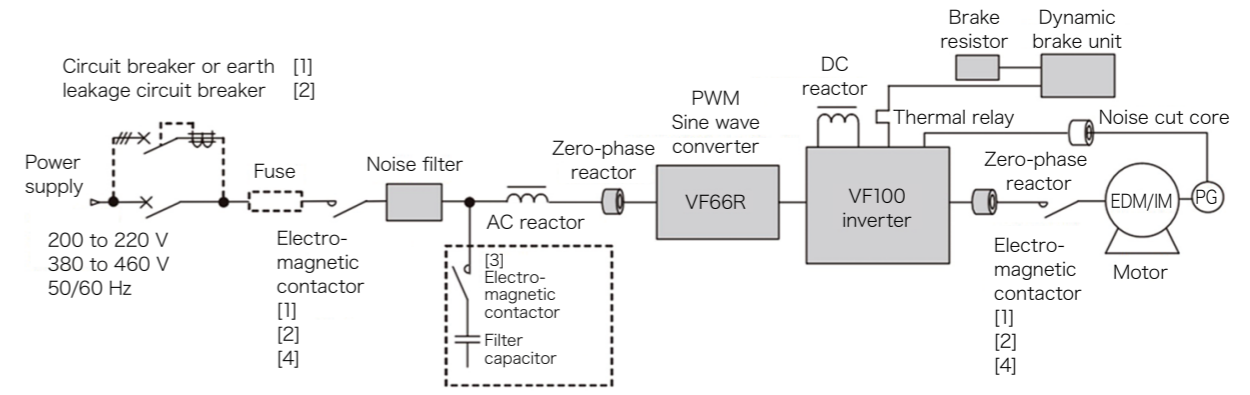 Circuit breaker or earth [1]
leakage circuit breaker [2]
Power
supply
200 to 220 V
380 to 460 V
50/60 Hz
Fuse
Electro-
magnetic
contactor
[1]
[2]
[4]
Noise filter
AC reactor
[3]
Electro-
magnetic
contactor
Filter
capacitor
Zero-phase
reactor
PWM
Sine wave
converter
VF66R
DC
reactor
VF100
inverter
Brake
resistor
Dynamic
brake unit
Thermal relay
Noise cut core
Zero-phase
reactor
Electro-
magnetic
contactor
[1]
[2]
[4]
EDM/IM
PG
Motor